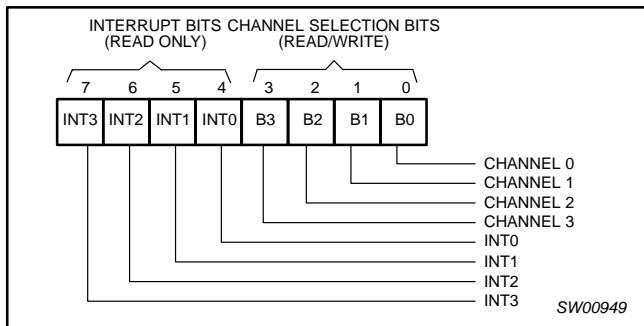 INTERRUPT BITS CHANNEL SELECTION BITS
(READ ONLY) (READ/WRITE)
7 6 5 4 3 2 1 0
INT3 INT2 INT1 INT0 B3 B2 B1 B0
CHANNEL 0
CHANNEL 1
CHANNEL 2
CHANNEL 3
INT0
INT1
INT2
INT3
SW00949